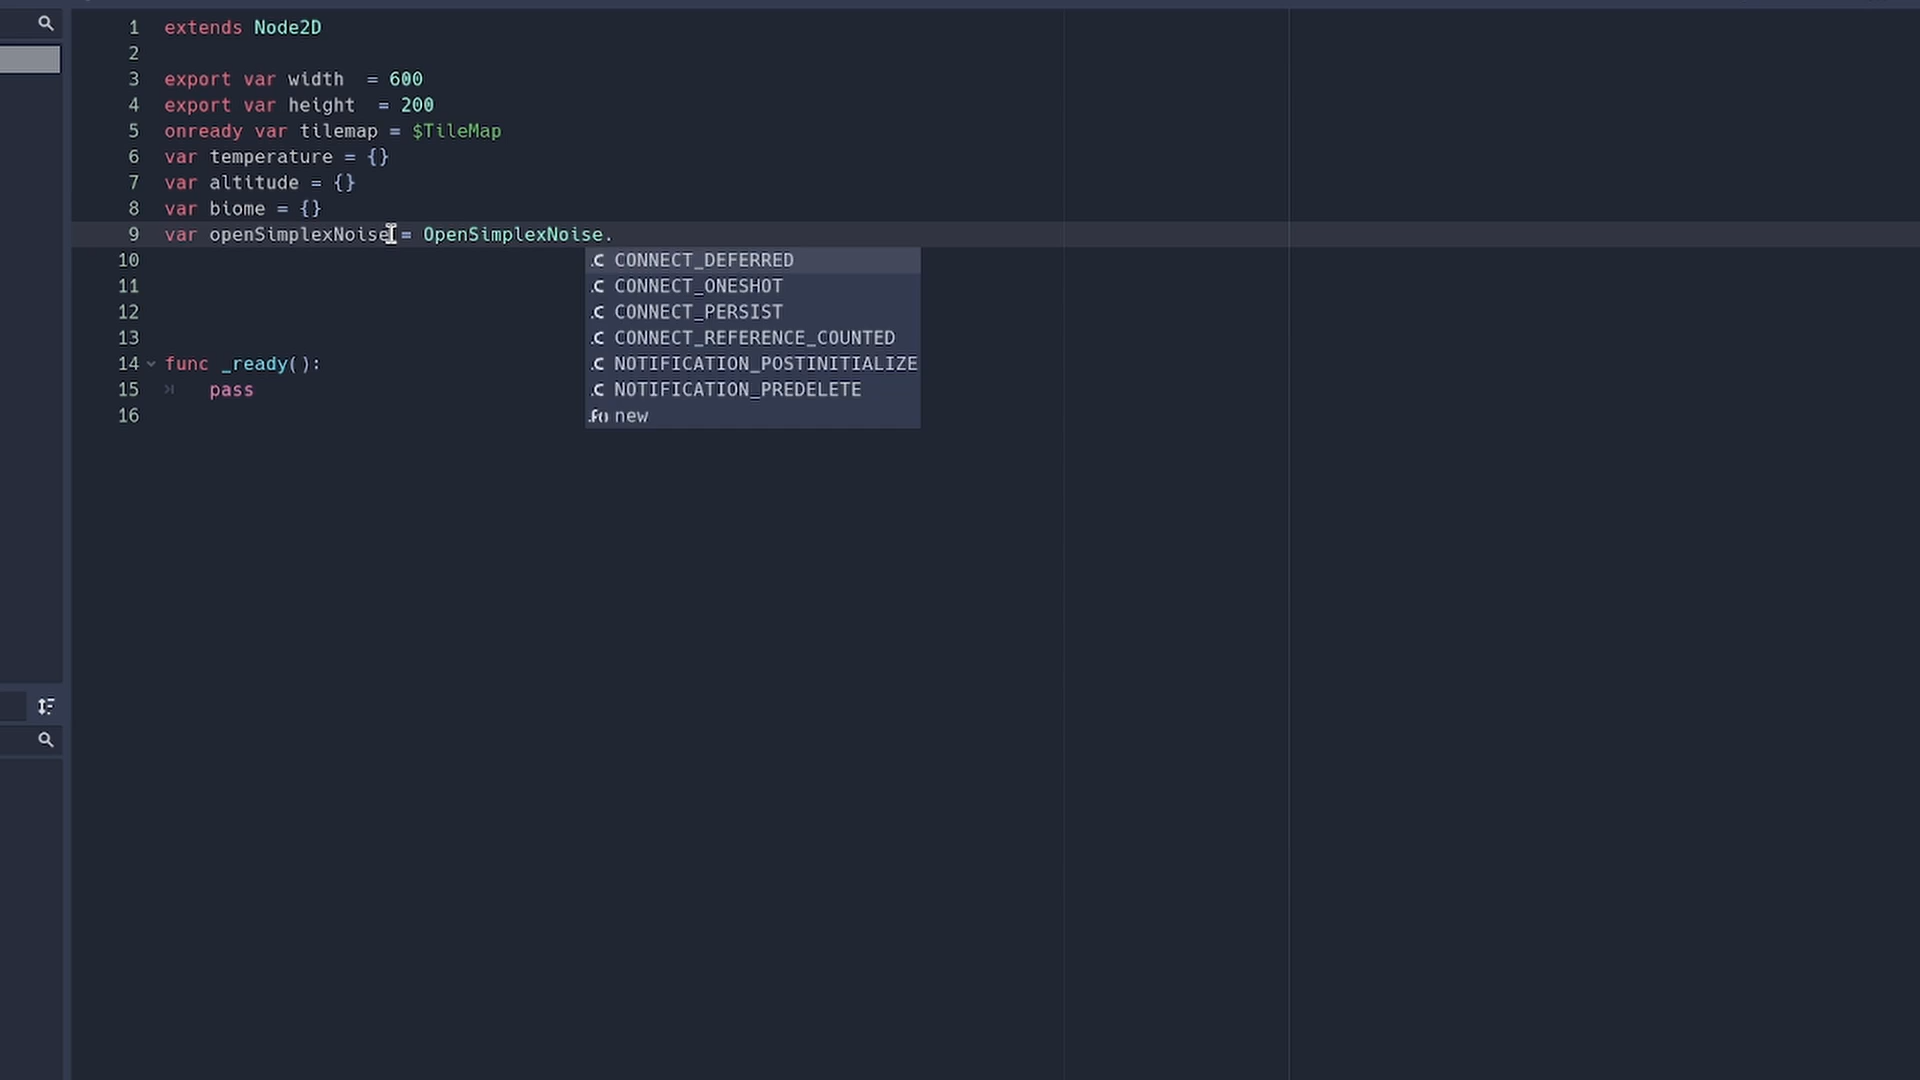 1 extends Node2D
2
3 export var width  = 600
4 export var height  = 200
5 onready var tilemap = $TileMap
6 var temperature = {}
7 var altitude = {}
8 var biome = {}
9 var openSimplexNoise = OpenSimplexNoise.
10 .C CONNECT_DEFERRED
11 .C CONNECT_ONESHOT
12 .C CONNECT_PERSIST
13 .C CONNECT_REFERENCE_COUNTED
14 func _ready(): .C NOTIFICATION_POSTINITIALIZE
15 pass .C NOTIFICATION_PREDELETE
16 new